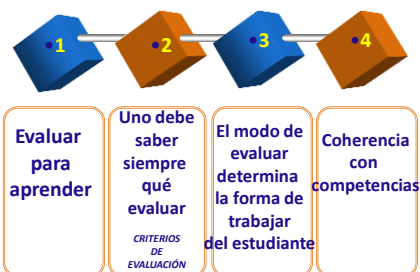 1
2
3
4
Evaluar
para
aprender
Uno debe
saber
siempre
qué
evaluar
CRITERIOS
DE
EVALUACIÓN
El modo de
evaluar
determina
la forma de
trabajar
del estudiante
Coherencia
con
competencias